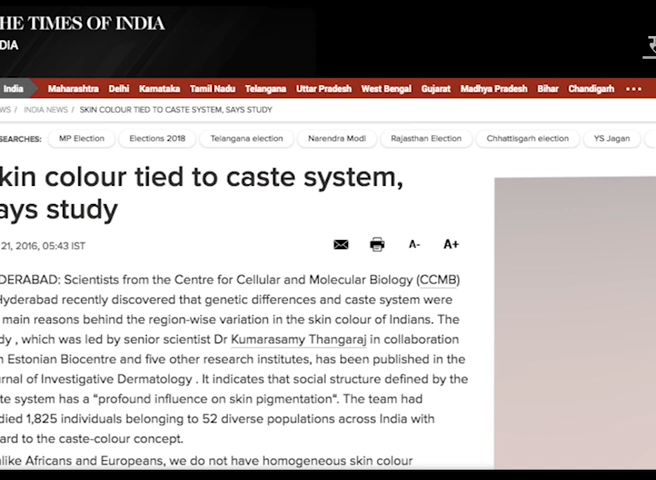 HE TIMES OF INDIA
DIA
India Maharashtra Delhi Karnataka Tamil Nadu Telangana Uttar Pradesh West Bengal Gujarat Madhya Pradesh Bihar Chandigarh
WS / INDIA NEWS / SKIN COLOUR TIED TO CASTE SYSTEM, SAYS STUDY
EARCHES: MP Election Elections 2018 Telangana election Narendra Modi Rajasthan Election Chhattisgarh election YS Jagan
kin colour tied to caste system,
ays study
21, 2016, 05:43 IST A- A+
DERABAD: Scientists from the Centre for Cellular and Molecular Biology (CCMB)
Hyderabad recently discovered that genetic differences and caste system were
main reasons behind the region-wise variation in the skin colour of Indians. The
dy , which was led by senior scientist Dr Kumarasamy Thangaraj in collaboration
n Estonian Biocentre and five other research institutes, has been published in the
rnal of Investigative Dermatology . It indicates that social structure defined by the
te system has a "profound influence on skin pigmentation". The team had
died 1,825 individuals belonging to 52 diverse populations across India with
ard to the caste-colour concept.
like Africans and Europeans, we do not have homogeneous skin colour